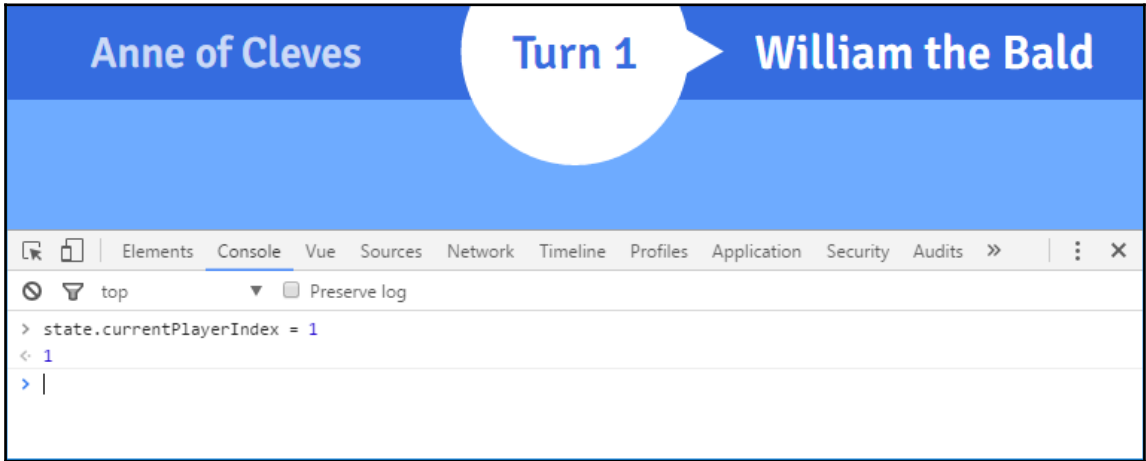 Anne of Cleves Turn 1 William the Bald
Elements Console Vue Sources Network Timeline Profiles Application Security Audits »
top ▼ Preserve log
> state.currentPlayerIndex = 1
< 1
>